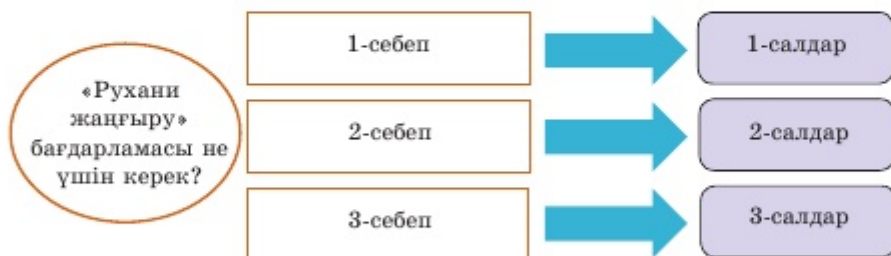 «Рухани
жаңғыру»
бағдарламасы не
үшін керек?
1-себеп
1-салдар
2-себеп
2-салдар
3-себеп
3-салдар